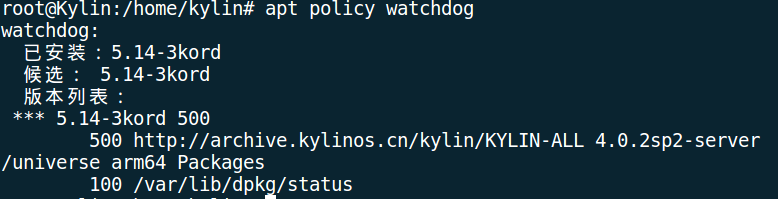 root@Kylin:/home/kylin# apt policy watchdog
watchdog:
  已安装：5.14-3kord
  候选： 5.14-3kord
  版本列表：
 *** 5.14-3kord 500
        500 http://archive.kylinos.cn/kylin/KYLIN-ALL 4.0.2sp2-server
/universe arm64 Packages
        100 /var/lib/dpkg/status